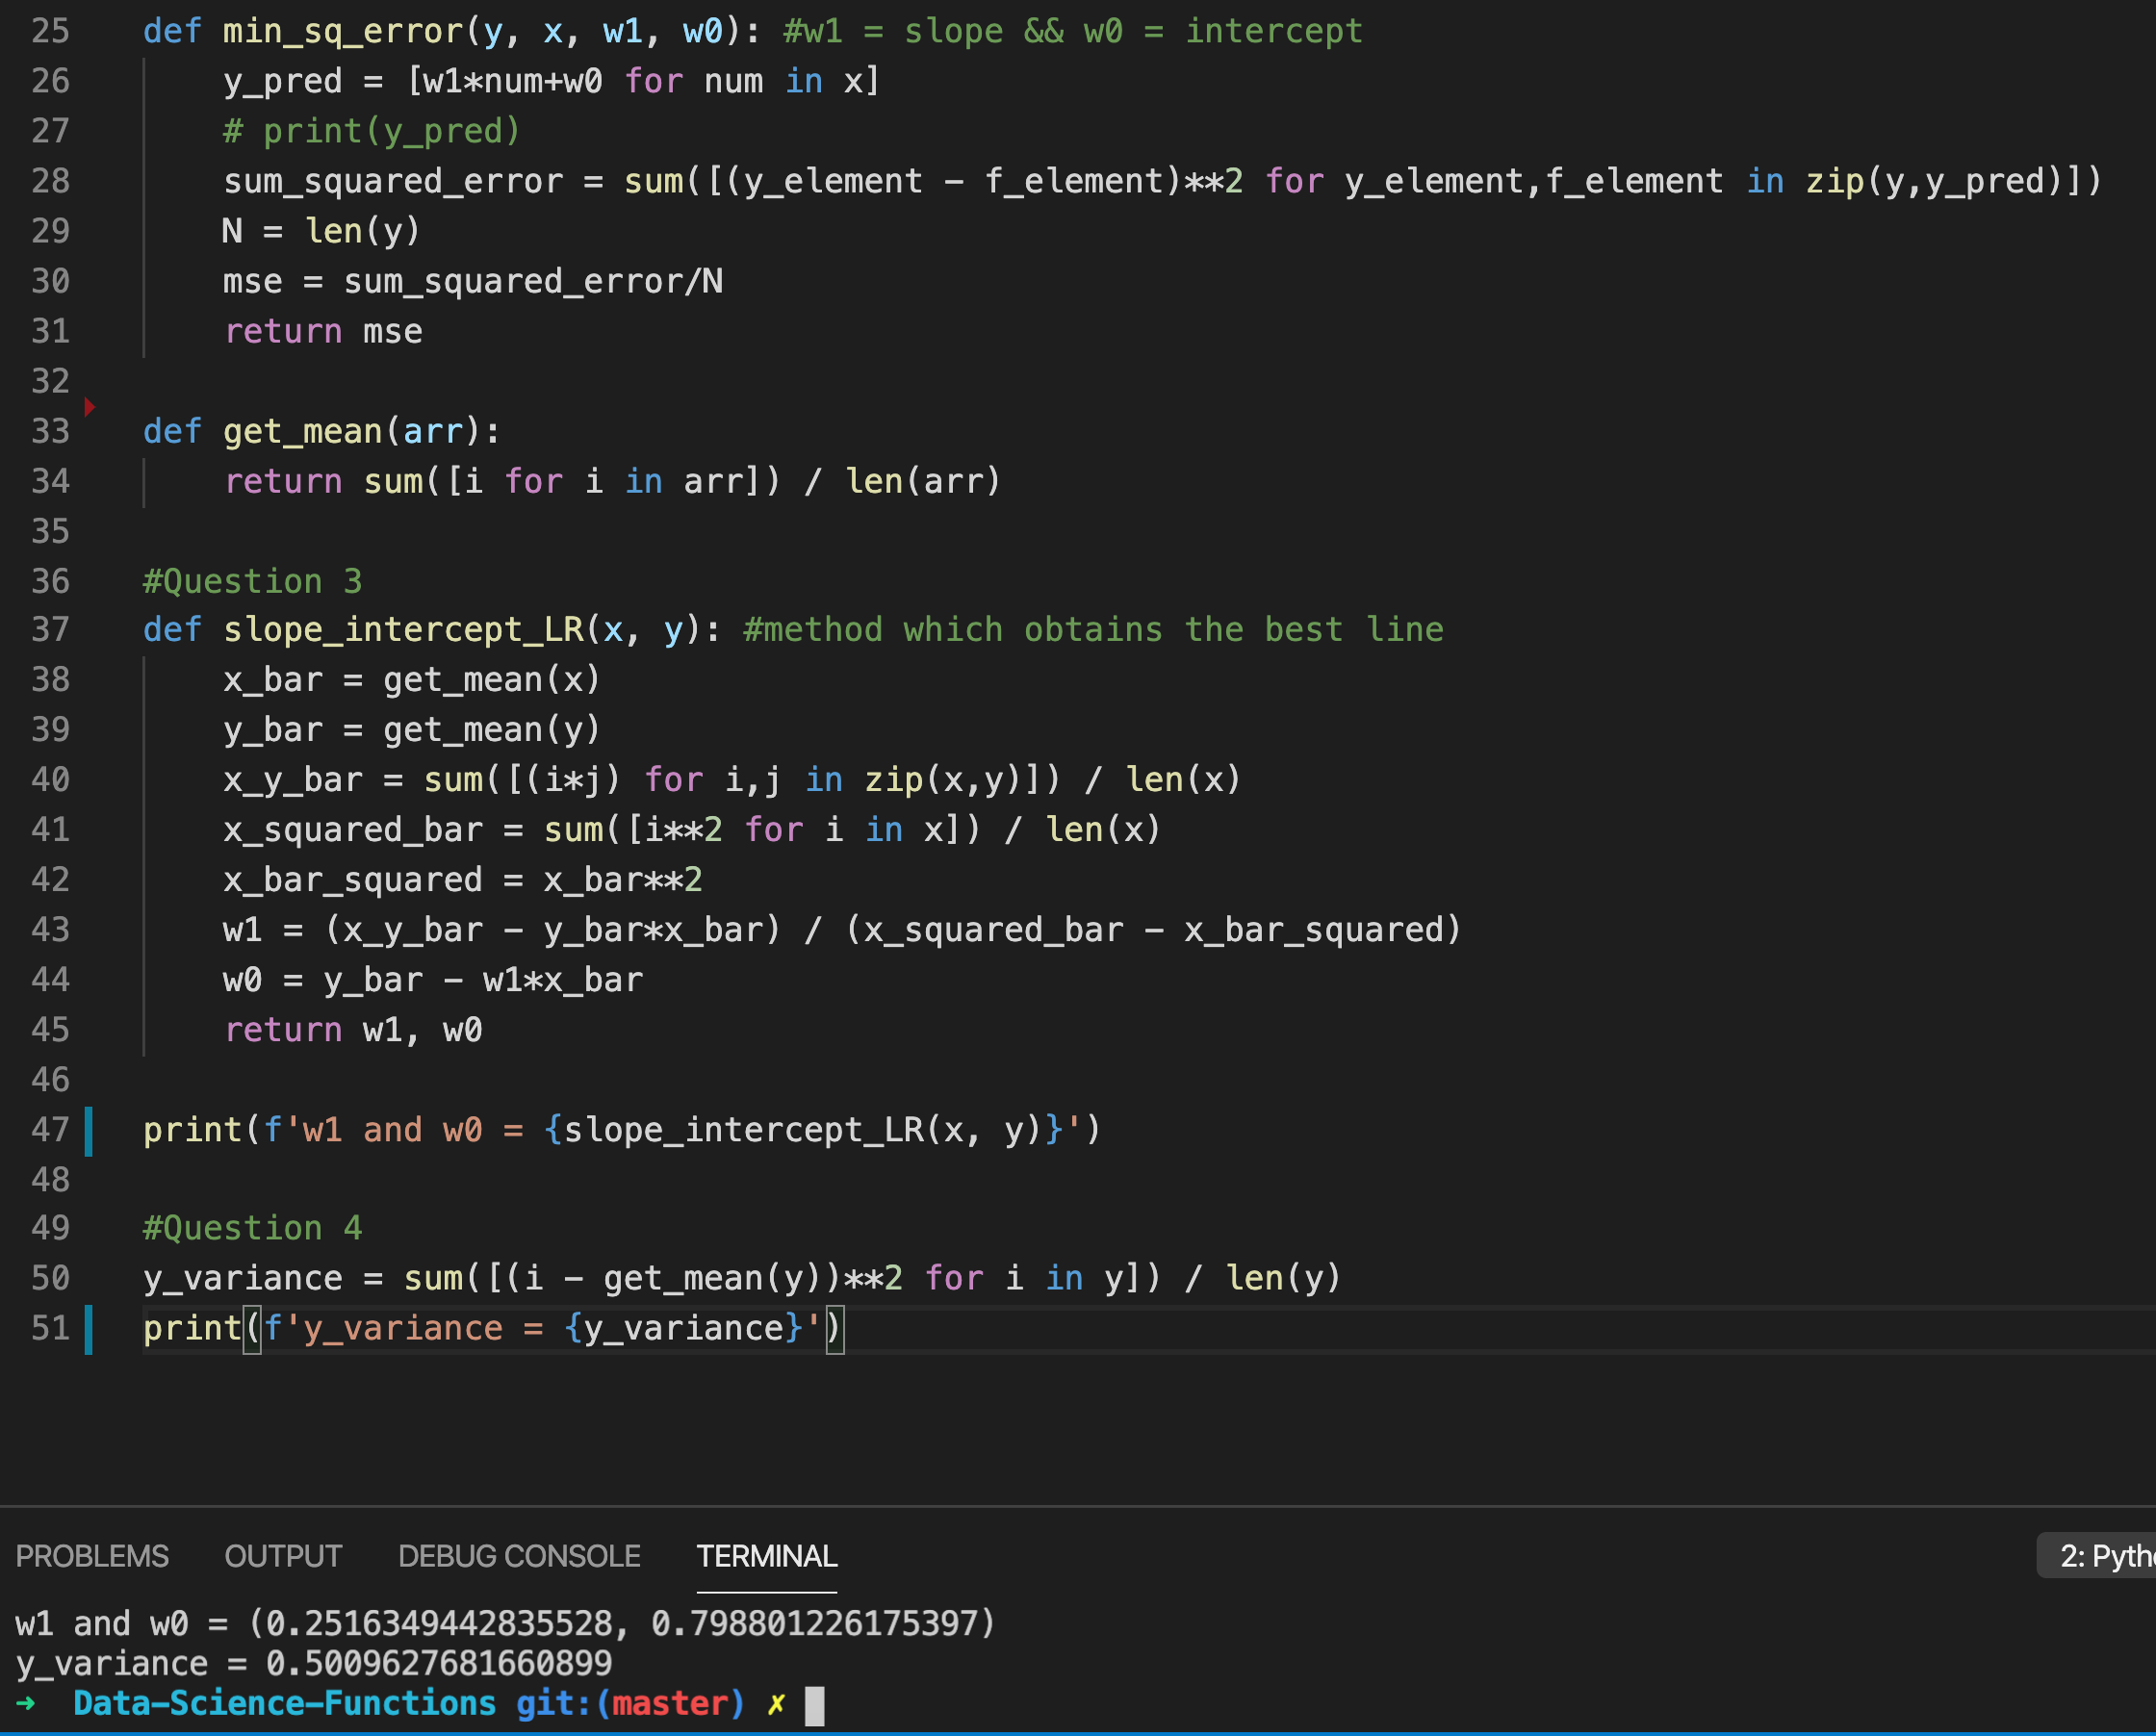 25 def min_sq_error(y, x, w1, w0): #w1 = slope && w0 = intercept
26     y_pred = [w1*num+w0 for num in x]
27     # print(y_pred)
28     sum_squared_error = sum([(y_element - f_element)**2 for y_element,f_element in zip(y,y_pred)])
29     N = len(y)
30     mse = sum_squared_error/N
31     return mse
32
33 def get_mean(arr):
34     return sum([i for i in arr]) / len(arr)
35
36 #Question 3
37 def slope_intercept_LR(x, y): #method which obtains the best line
38     x_bar = get_mean(x)
39     y_bar = get_mean(y)
40     x_y_bar = sum([(i*j) for i,j in zip(x,y)]) / len(x)
41     x_squared_bar = sum([i**2 for i in x]) / len(x)
42     x_bar_squared = x_bar**2
43     w1 = (x_y_bar - y_bar*x_bar) / (x_squared_bar - x_bar_squared)
44     w0 = y_bar - w1*x_bar
45     return w1, w0
46
47 print(f'w1 and w0 = {slope_intercept_LR(x, y)}')
48
49 #Question 4
50 y_variance = sum([(i - get_mean(y))**2 for i in y]) / len(y)
51 print(f'y_variance = {y_variance}')
PROBLEMS OUTPUT DEBUG CONSOLE TERMINAL 2: Pyth
w1 and w0 = (0.2516349442835528, 0.798801226175397)
y_variance = 0.5009627681660899
➜ Data-Science-Functions git:(master) ✗